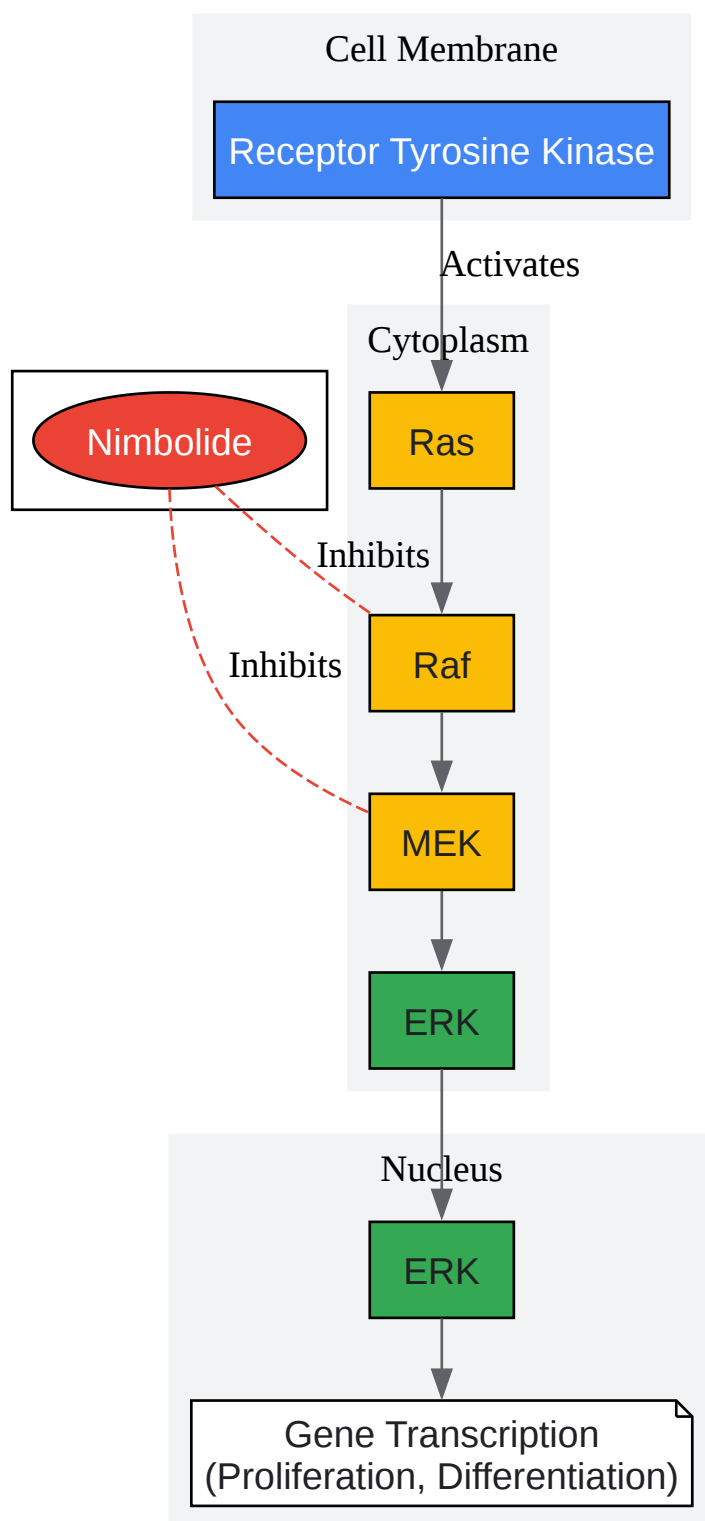 Cell Membrane
Receptor Tyrosine Kinase
Activates
Cytoplasm
Nimbolide
Ras
Inhibits
Raf
Inhibits
MEK
ERK
Nucleus
ERK
Gene Transcription
(Proliferation, Differentiation)